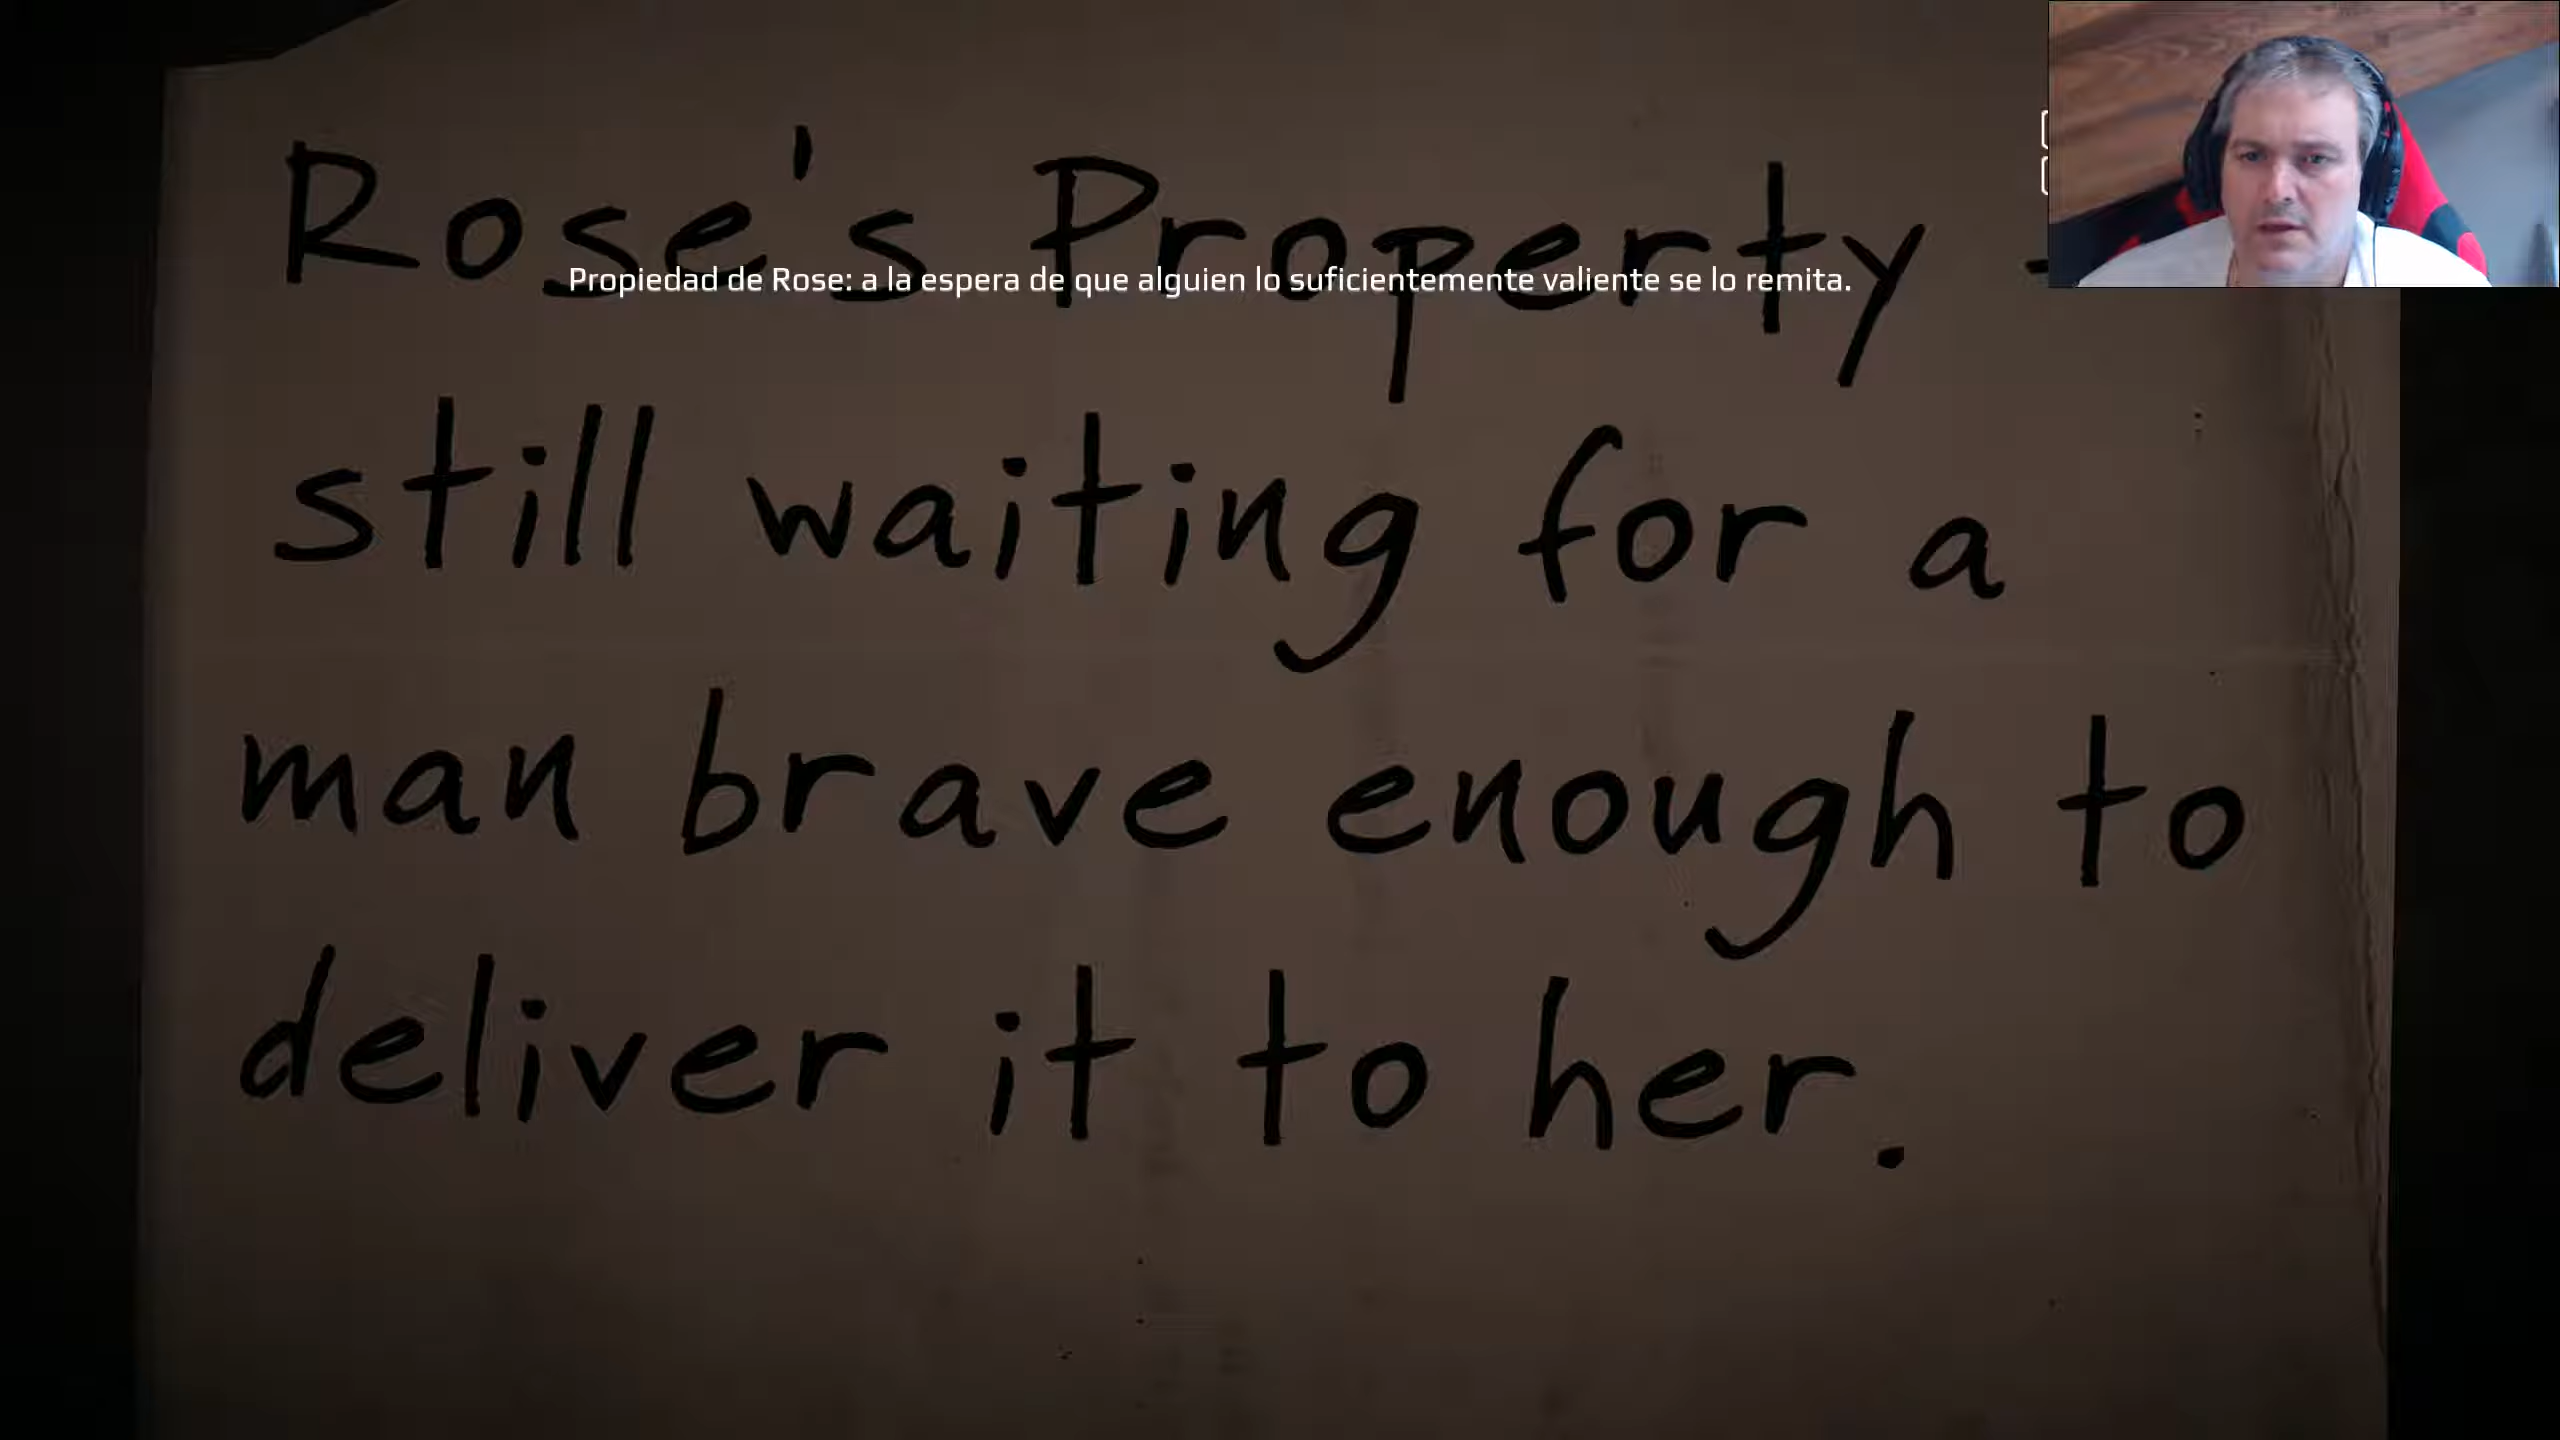 Rose's Property -
Propiedad de Rose: a la espera de que alguien lo suficientemente valiente se lo remita.
still waiting for a
man brave enough to
deliver it to her.